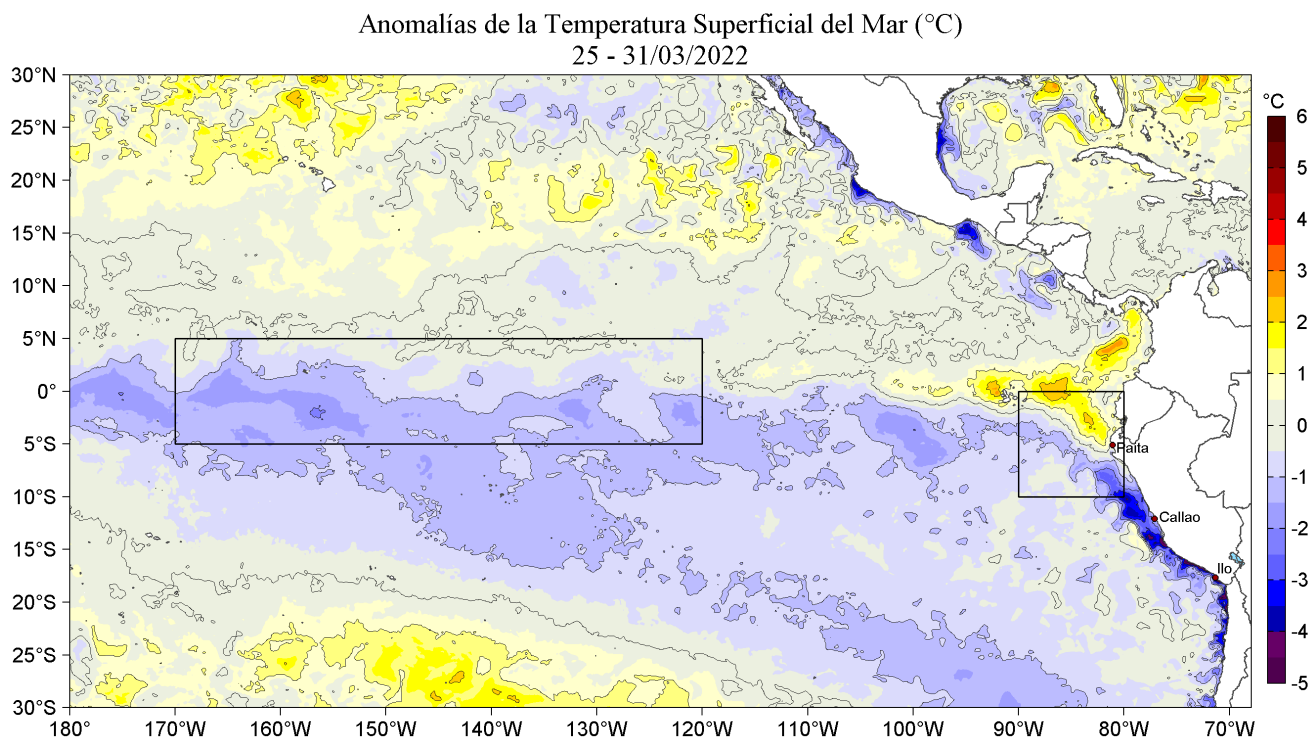 Anomalías de la Temperatura Superficial del Mar (°C)
25 - 31/03/2022
30°N
25°N
20°N
15°N
10°N
5°N
0°
5°S
10°S
15°S
20°S
25°S
30°S
180
170°W
160°W
150°W
140°W
130°W
120°W
110°W
100°W
90°W
80°W
70°W
Paita
Callao
Ilo
°C
6
5
4
3
2
1
0
-1
-2
-3
-4
-5